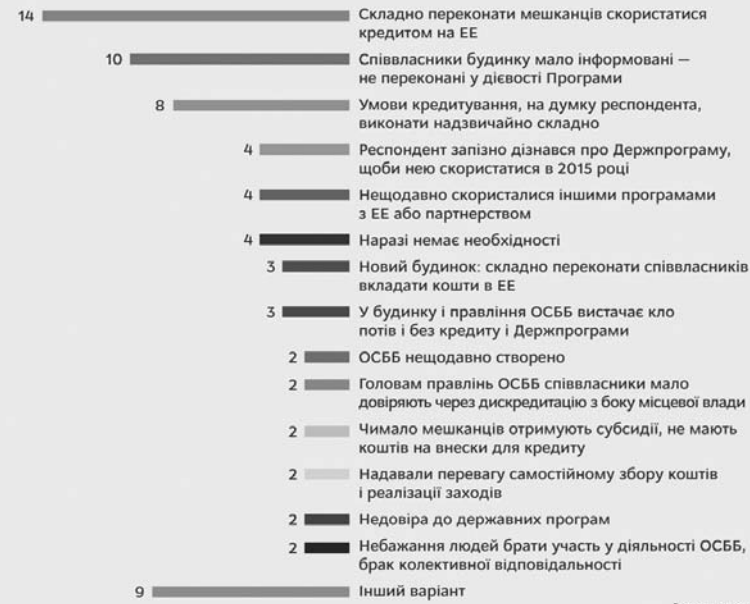 14 Складно переконати мешканців скористатися
кредитом на ЕЕ
10 Співвласники будинку мало інформовані —
не переконані у дієвості Програми
8 Умови кредитування, на думку респондента,
виконати надзвичайно складно
4 Респондент запізно дізнався про Держпрограму,
щоби нею скористатися в 2015 році
4 Нещодавно скористалися іншими програмами
з ЕЕ або партнерством
4 Наразі немає необхідності
3 Новий будинок: складно переконати співвласників
вкладати кошти в ЕЕ
3 У будинку і правління ОСББ вистачає кло
потів і без кредиту і Держпрограми
2 ОСББ нещодавно створено
2 Головам правлінь ОСББ співвласники мало
довіряють через дискредитацію з боку місцевої влади
2 Чимало мешканців отримують субсидії, не мають
коштів на внески для кредиту
2 Надавали перевагу самостійному збору коштів
і реалізації заходів
2 Недовіра до державних програм
2 Небажання людей брати участь у діяльності ОСББ,
брак колективної відповідальності
9 Інший варіант